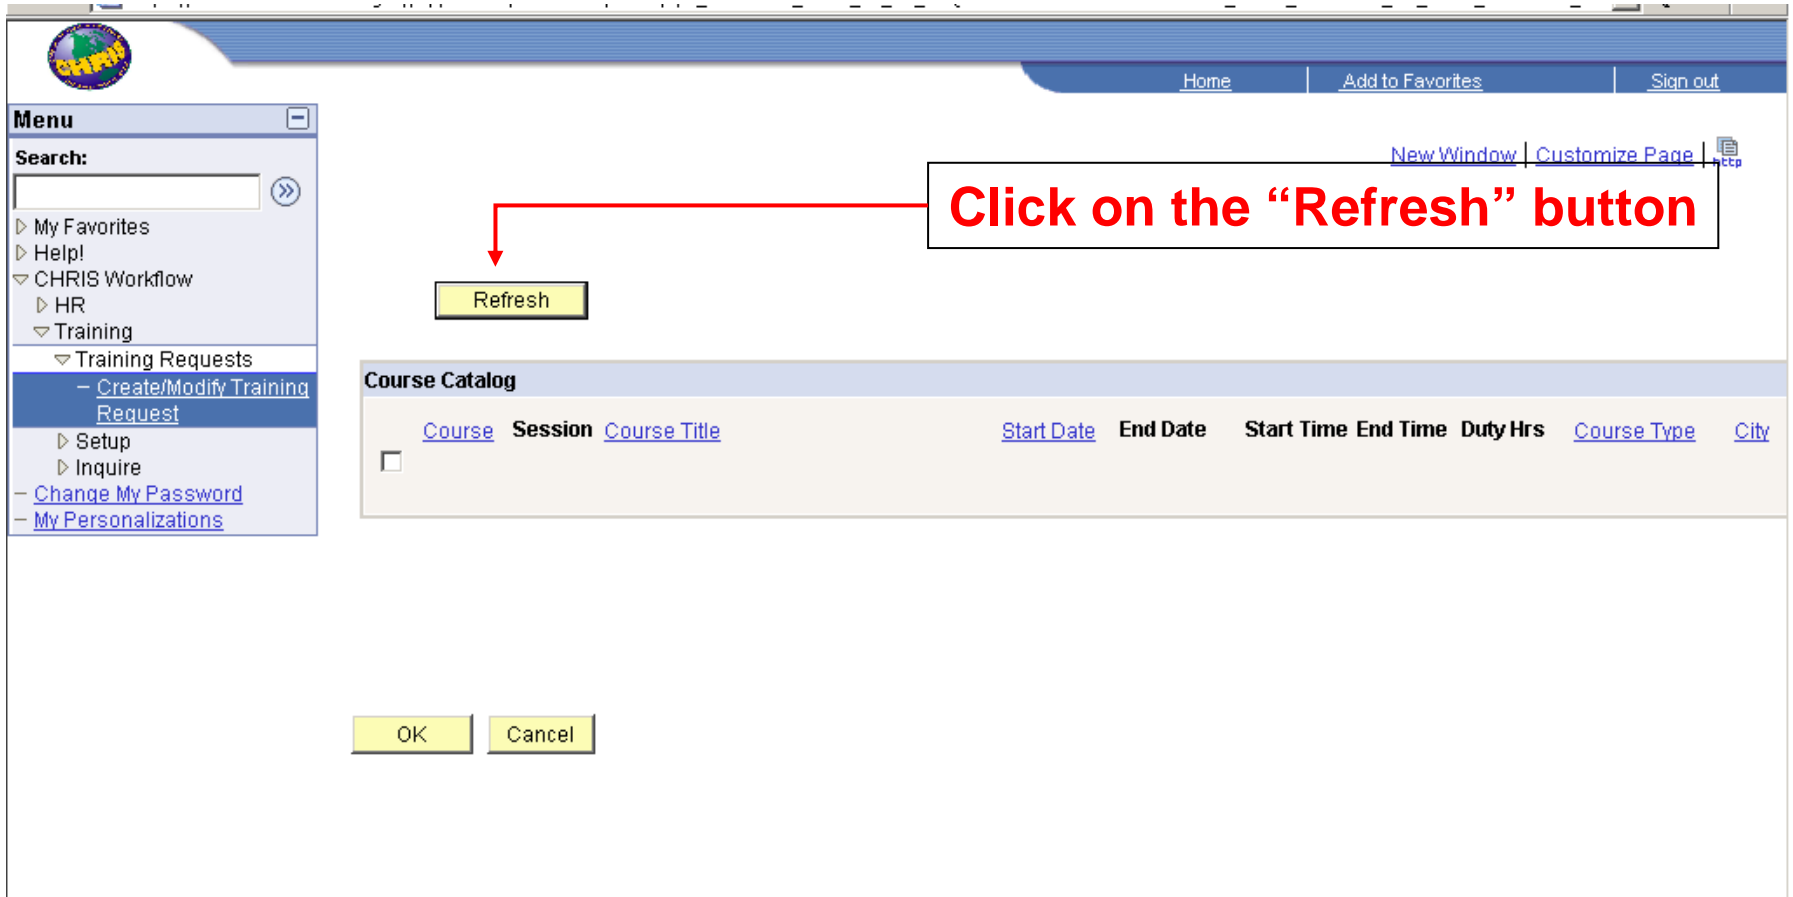 CHRIS
Home
Add to Favorites
Sign out
Menu
Search:
New Window | Customize Page | http
Click on the “Refresh” button
My Favorites
Help!
CHRIS Workflow
HR
Training
Training Requests
Create/Modify Training
Request
Setup
Inquire
Change My Password
My Personalizations
Refresh
Course Catalog
Course Session Course Title Start Date End Date Start Time End Time Duty Hrs Course Type City
OK
Cancel